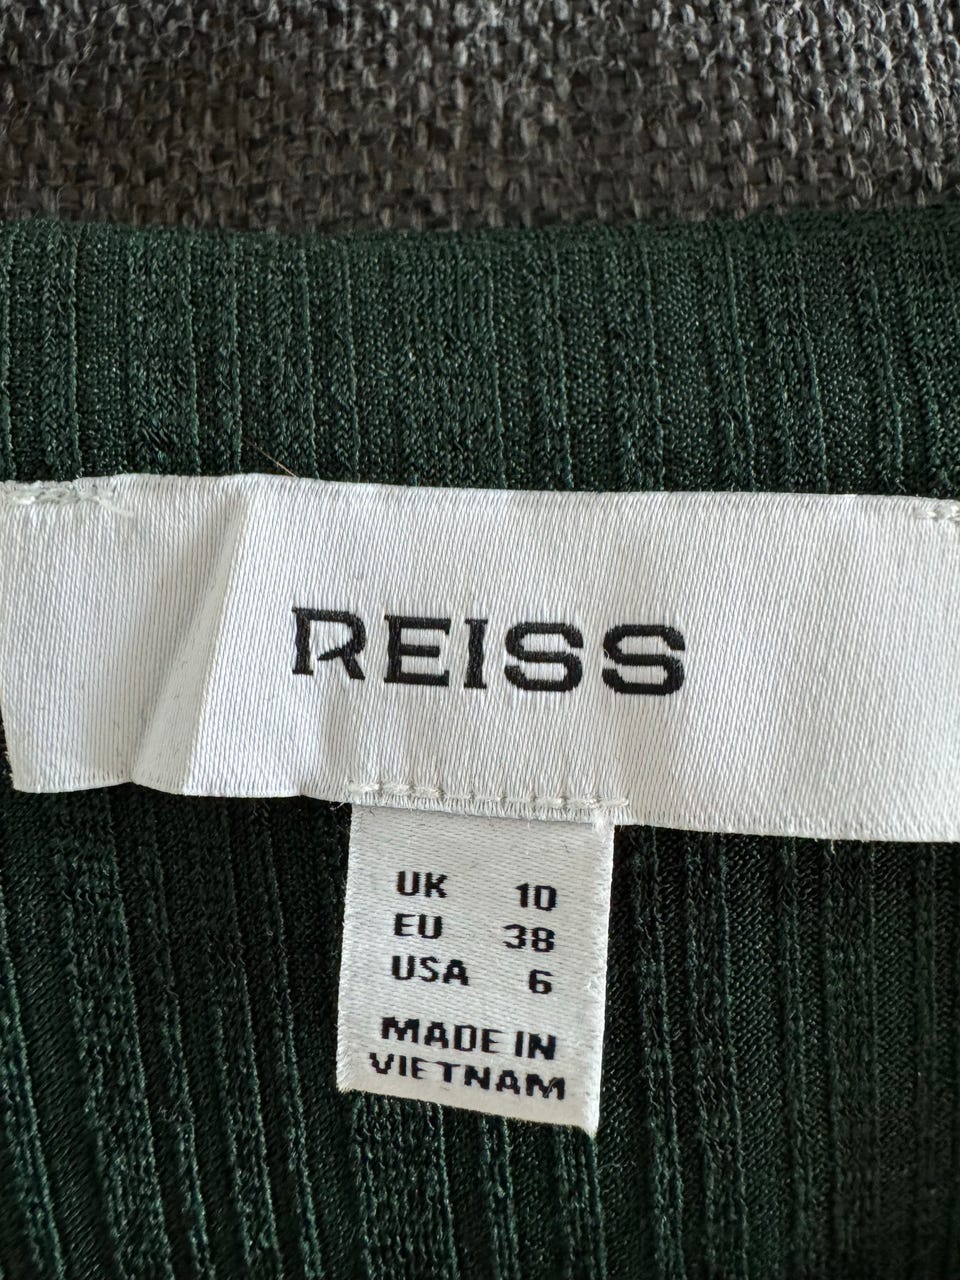 REISS
UK 10
EU 38
USA 6
MADE IN
VIETNAM